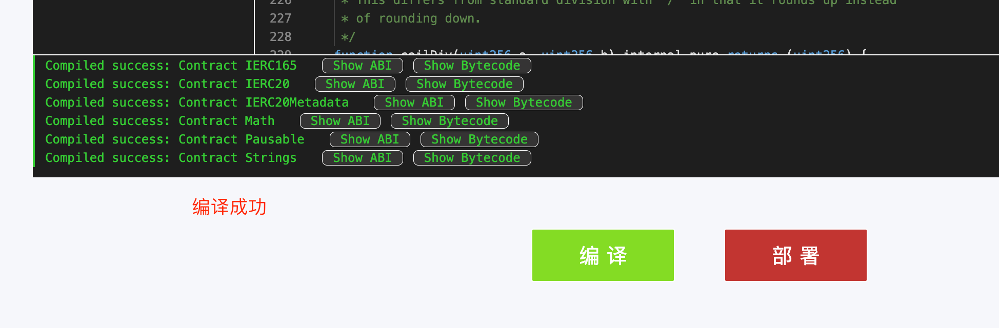 226 * This differs from standard division with `/` in that it rounds up instead
227 * of rounding down.
228 */
229 function ceilDiv(uint256 a, uint256 b) internal pure returns (uint256) {
Compiled success: Contract IERC165 Show ABI Show Bytecode
Compiled success: Contract IERC20 Show ABI Show Bytecode
Compiled success: Contract IERC20Metadata Show ABI Show Bytecode
Compiled success: Contract Math Show ABI Show Bytecode
Compiled success: Contract Pausable Show ABI Show Bytecode
Compiled success: Contract Strings Show ABI Show Bytecode
编译成功
编译 部署